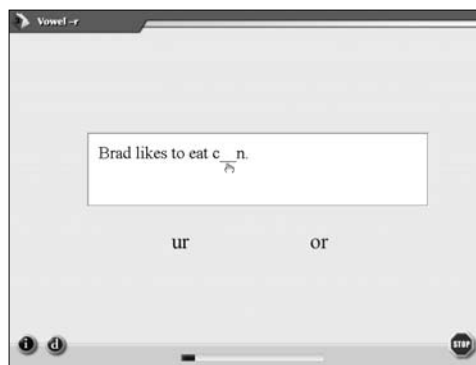 Vowel –r
Brad likes to eat c__n.
ur or
i d STOP